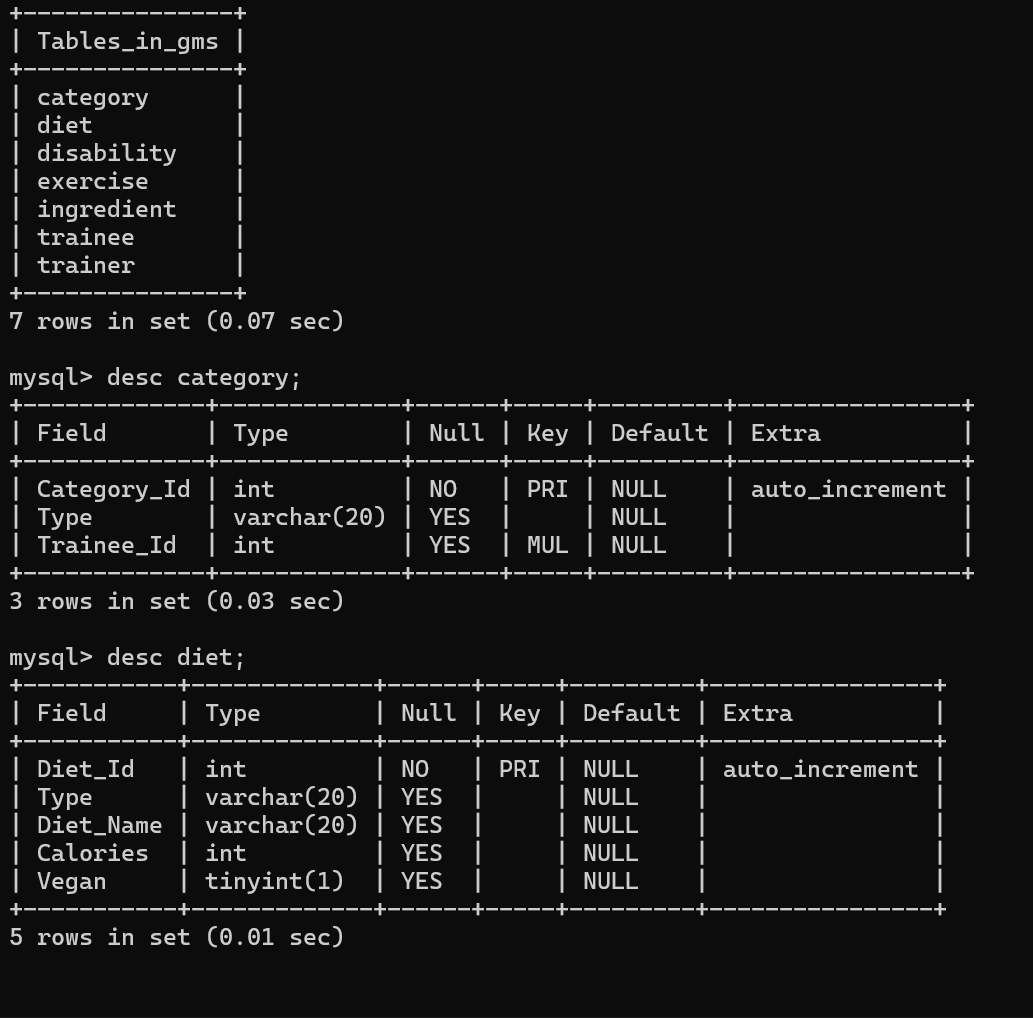 +---------------+
| Tables_in_gms |
+---------------+
| category      |
| diet          |
| disability    |
| exercise      |
| ingredient    |
| trainee       |
| trainer       |
+---------------+
7 rows in set (0.07 sec)

mysql> desc category;
+-------------+-------------+------+-----+---------+----------------+
| Field       | Type        | Null | Key | Default | Extra          |
+-------------+-------------+------+-----+---------+----------------+
| Category_Id | int         | NO   | PRI | NULL    | auto_increment |
| Type        | varchar(20) | YES  |     | NULL    |                |
| Trainee_Id  | int         | YES  | MUL | NULL    |                |
+-------------+-------------+------+-----+---------+----------------+
3 rows in set (0.03 sec)

mysql> desc diet;
+-----------+-------------+------+-----+---------+----------------+
| Field     | Type        | Null | Key | Default | Extra          |
+-----------+-------------+------+-----+---------+----------------+
| Diet_Id   | int         | NO   | PRI | NULL    | auto_increment |
| Type      | varchar(20) | YES  |     | NULL    |                |
| Diet_Name | varchar(20) | YES  |     | NULL    |                |
| Calories  | int         | YES  |     | NULL    |                |
| Vegan     | tinyint(1)  | YES  |     | NULL    |                |
+-----------+-------------+------+-----+---------+----------------+
5 rows in set (0.01 sec)